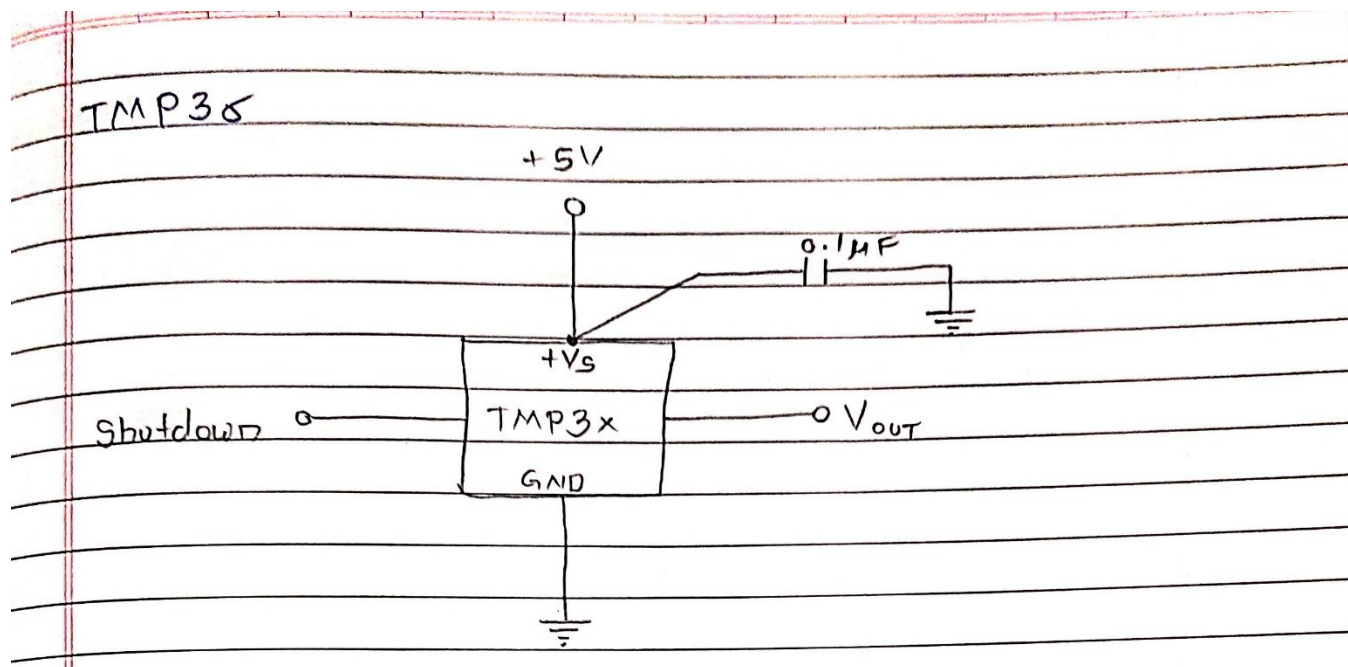 TMP36
+5V
0.1μF
+Vs
Shutdown
TMP3x
VOUT
GND